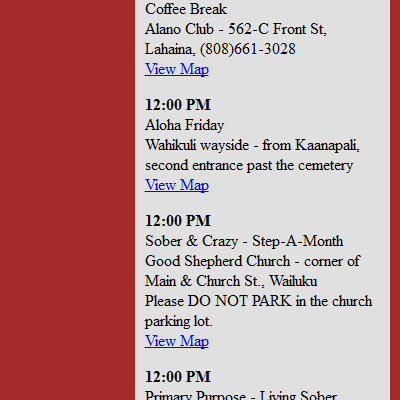 Coffee Break
Alano Club - 562-C Front St,
Lahaina, (808)661-3028
View Map
12:00 PM
Aloha Friday
Wahikuli wayside - from Kaanapali,
second entrance past the cemetery
View Map
12:00 PM
Sober & Crazy - Step-A-Month
Good Shepherd Church - corner of
Main & Church St., Wailuku
Please DO NOT PARK in the church
parking lot.
View Map
12:00 PM
Primary Purpose - Living Sober